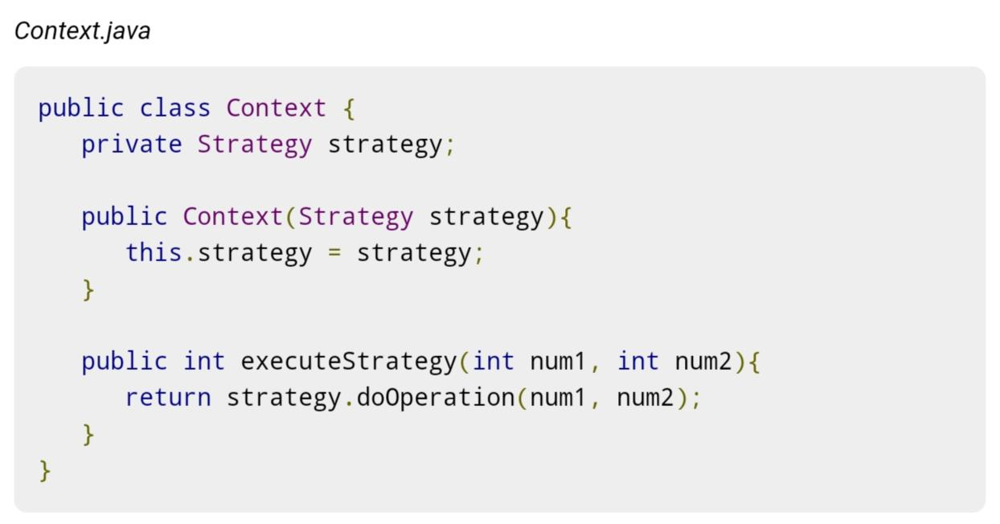 Context.java
public class Context {
   private Strategy strategy;

   public Context(Strategy strategy){
      this.strategy = strategy;
   }

   public int executeStrategy(int num1, int num2){
      return strategy.doOperation(num1, num2);
   }
}